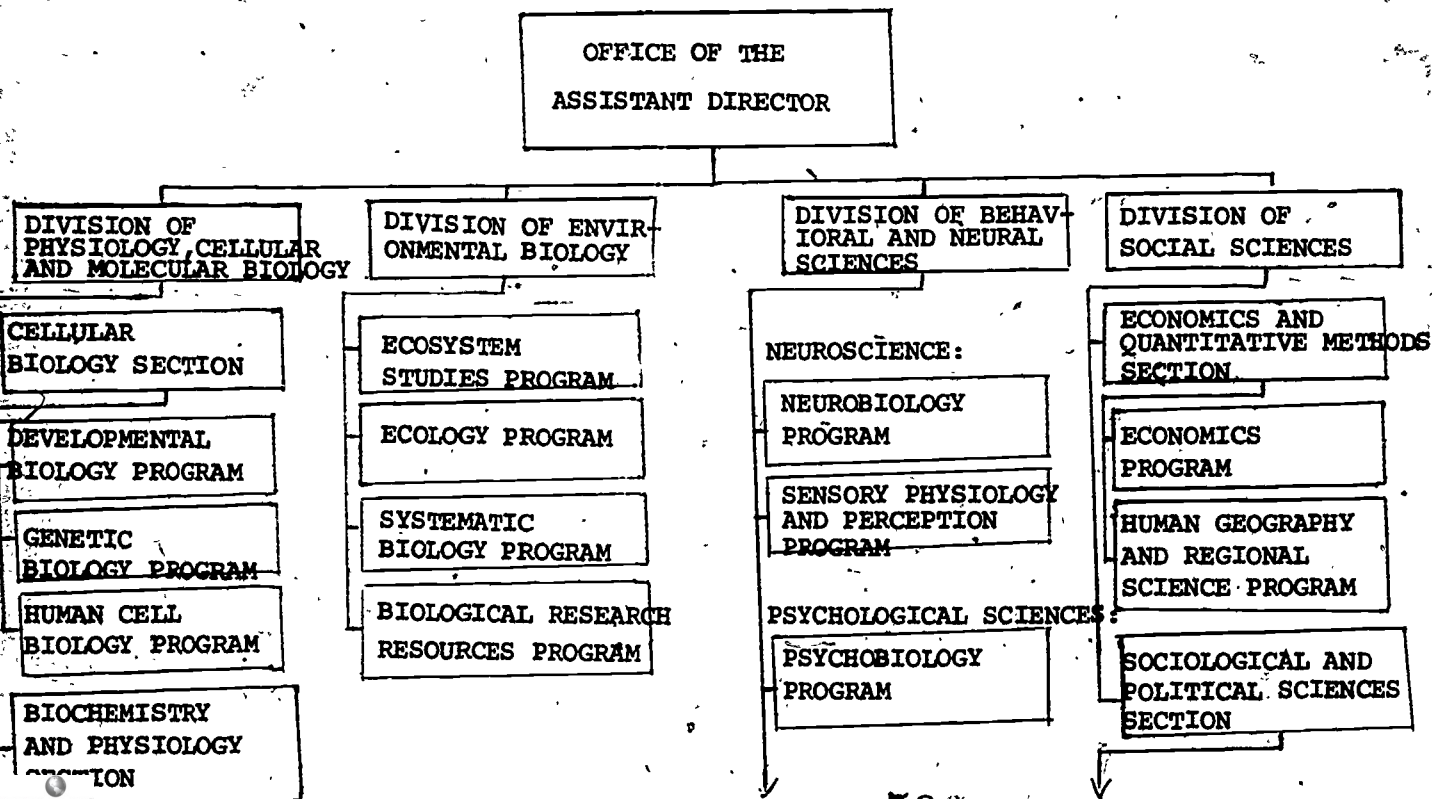 OFFICE OF THE
ASSISTANT DIRECTOR
DIVISION OF
PHYSIOLOGY, CELLULAR
AND MOLECULAR BIOLOGY
CELLULAR
BIOLOGY SECTION
DEVELOPMENTAL
BIOLOGY PROGRAM
GENETIC
BIOLOGY PROGRAM
HUMAN CELL
BIOLOGY PROGRAM
BIOCHEMISTRY
AND PHYSIOLOGY
DIVISION OF ENVIR-
ONMENTAL BIOLOGY
ECOSYSTEM
STUDIES PROGRAM
ECOLOGY PROGRAM
SYSTEMATIC
BIOLOGY PROGRAM
BIOLOGICAL RESEARCH
RESOURCES PROGRAM
DIVISION OF BEHAV-
IORAL AND NEURAL
SCIENCES
NEUROSCIENCE:
NEUROBIOLOGY
PROGRAM
SENSORY PHYSIOLOGY
AND PERCEPTION
PROGRAM
PSYCHOLOGICAL SCIENCES:
PSYCHOBIOLOGY
PROGRAM
DIVISION OF
SOCIAL SCIENCES
ECONOMICS AND
QUANTITATIVE METHODS
SECTION
ECONOMICS
PROGRAM
HUMAN GEOGRAPHY
AND REGIONAL
SCIENCE PROGRAM
SOCIOLOGICAL AND
POLITICAL SCIENCES
SECTION